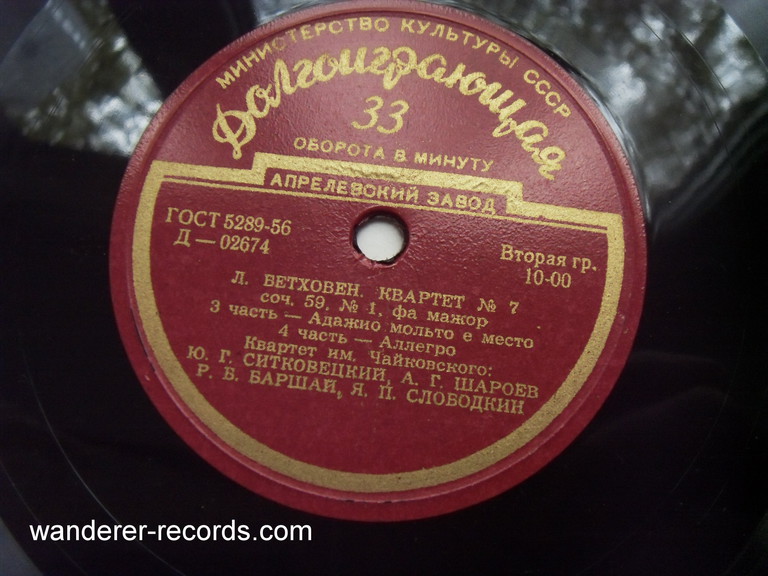 МИНИСТЕРСТВО КУЛЬТУРЫ СССР
Долгоиграющая
33
ОБОРОТА В МИНУТУ
АПРЕЛЕВСКИЙ ЗАВОД
ГОСТ 5289-56
Д — 02674
Вторая гр.
10-00
Л. БЕТХОВЕН. КВАРТЕТ № 7
соч. 59, № 1, фа мажор
3 часть — Адажио мольто е место
4 часть — Аллегро
Квартет им. Чайковского:
Ю. Г. СИТКОВЕЦКИЙ, А. Г. ШАРОЕВ
Р. Б. БАРШАЙ, Я. П. СЛОБОДКИН
wanderer-records.com